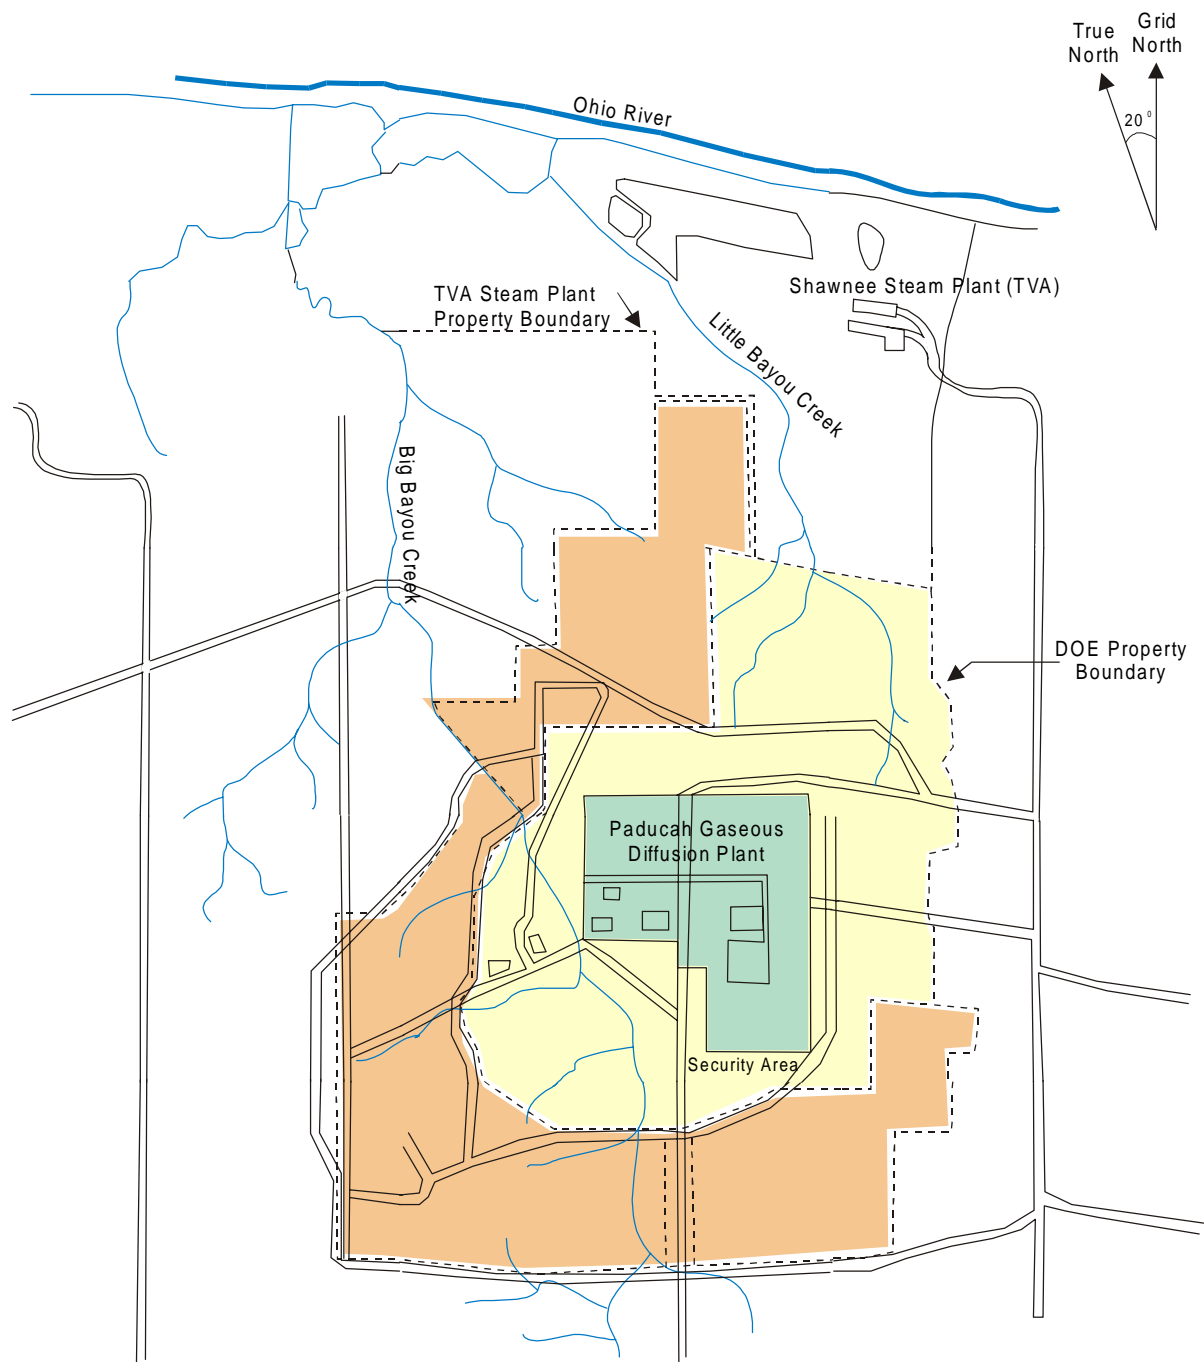 Grid
North
True
North
20 0
Ohio River
Shawnee Steam Plant (TVA)
TVA Steam Plant
Property Boundary
Little Bayou Creek
Big Bayou Creek
DOE Property
Boundary
Paducah Gaseous
Diffusion Plant
Security Area